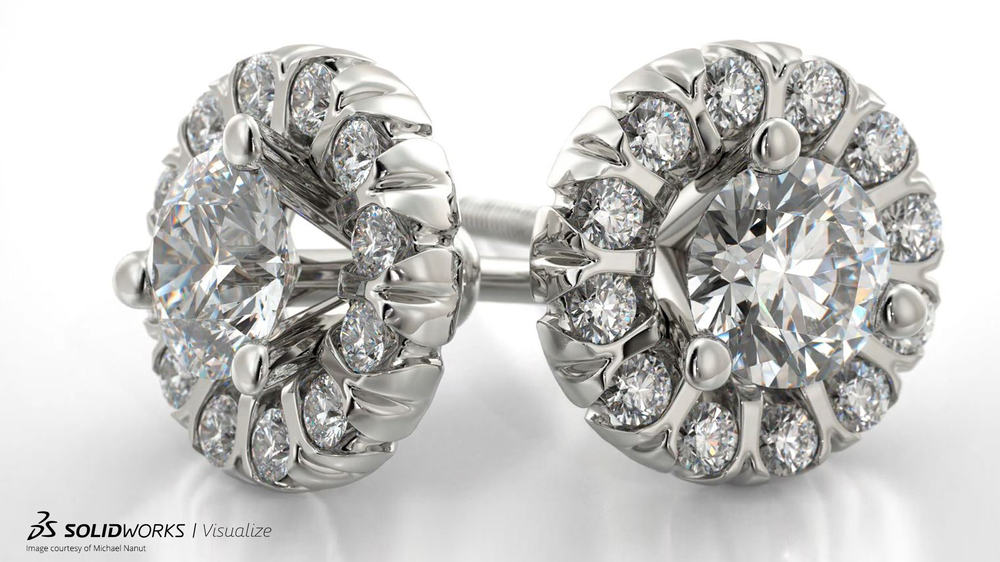 3DS SOLIDWORKS | Visualize
Image courtesy of Michael Nanut